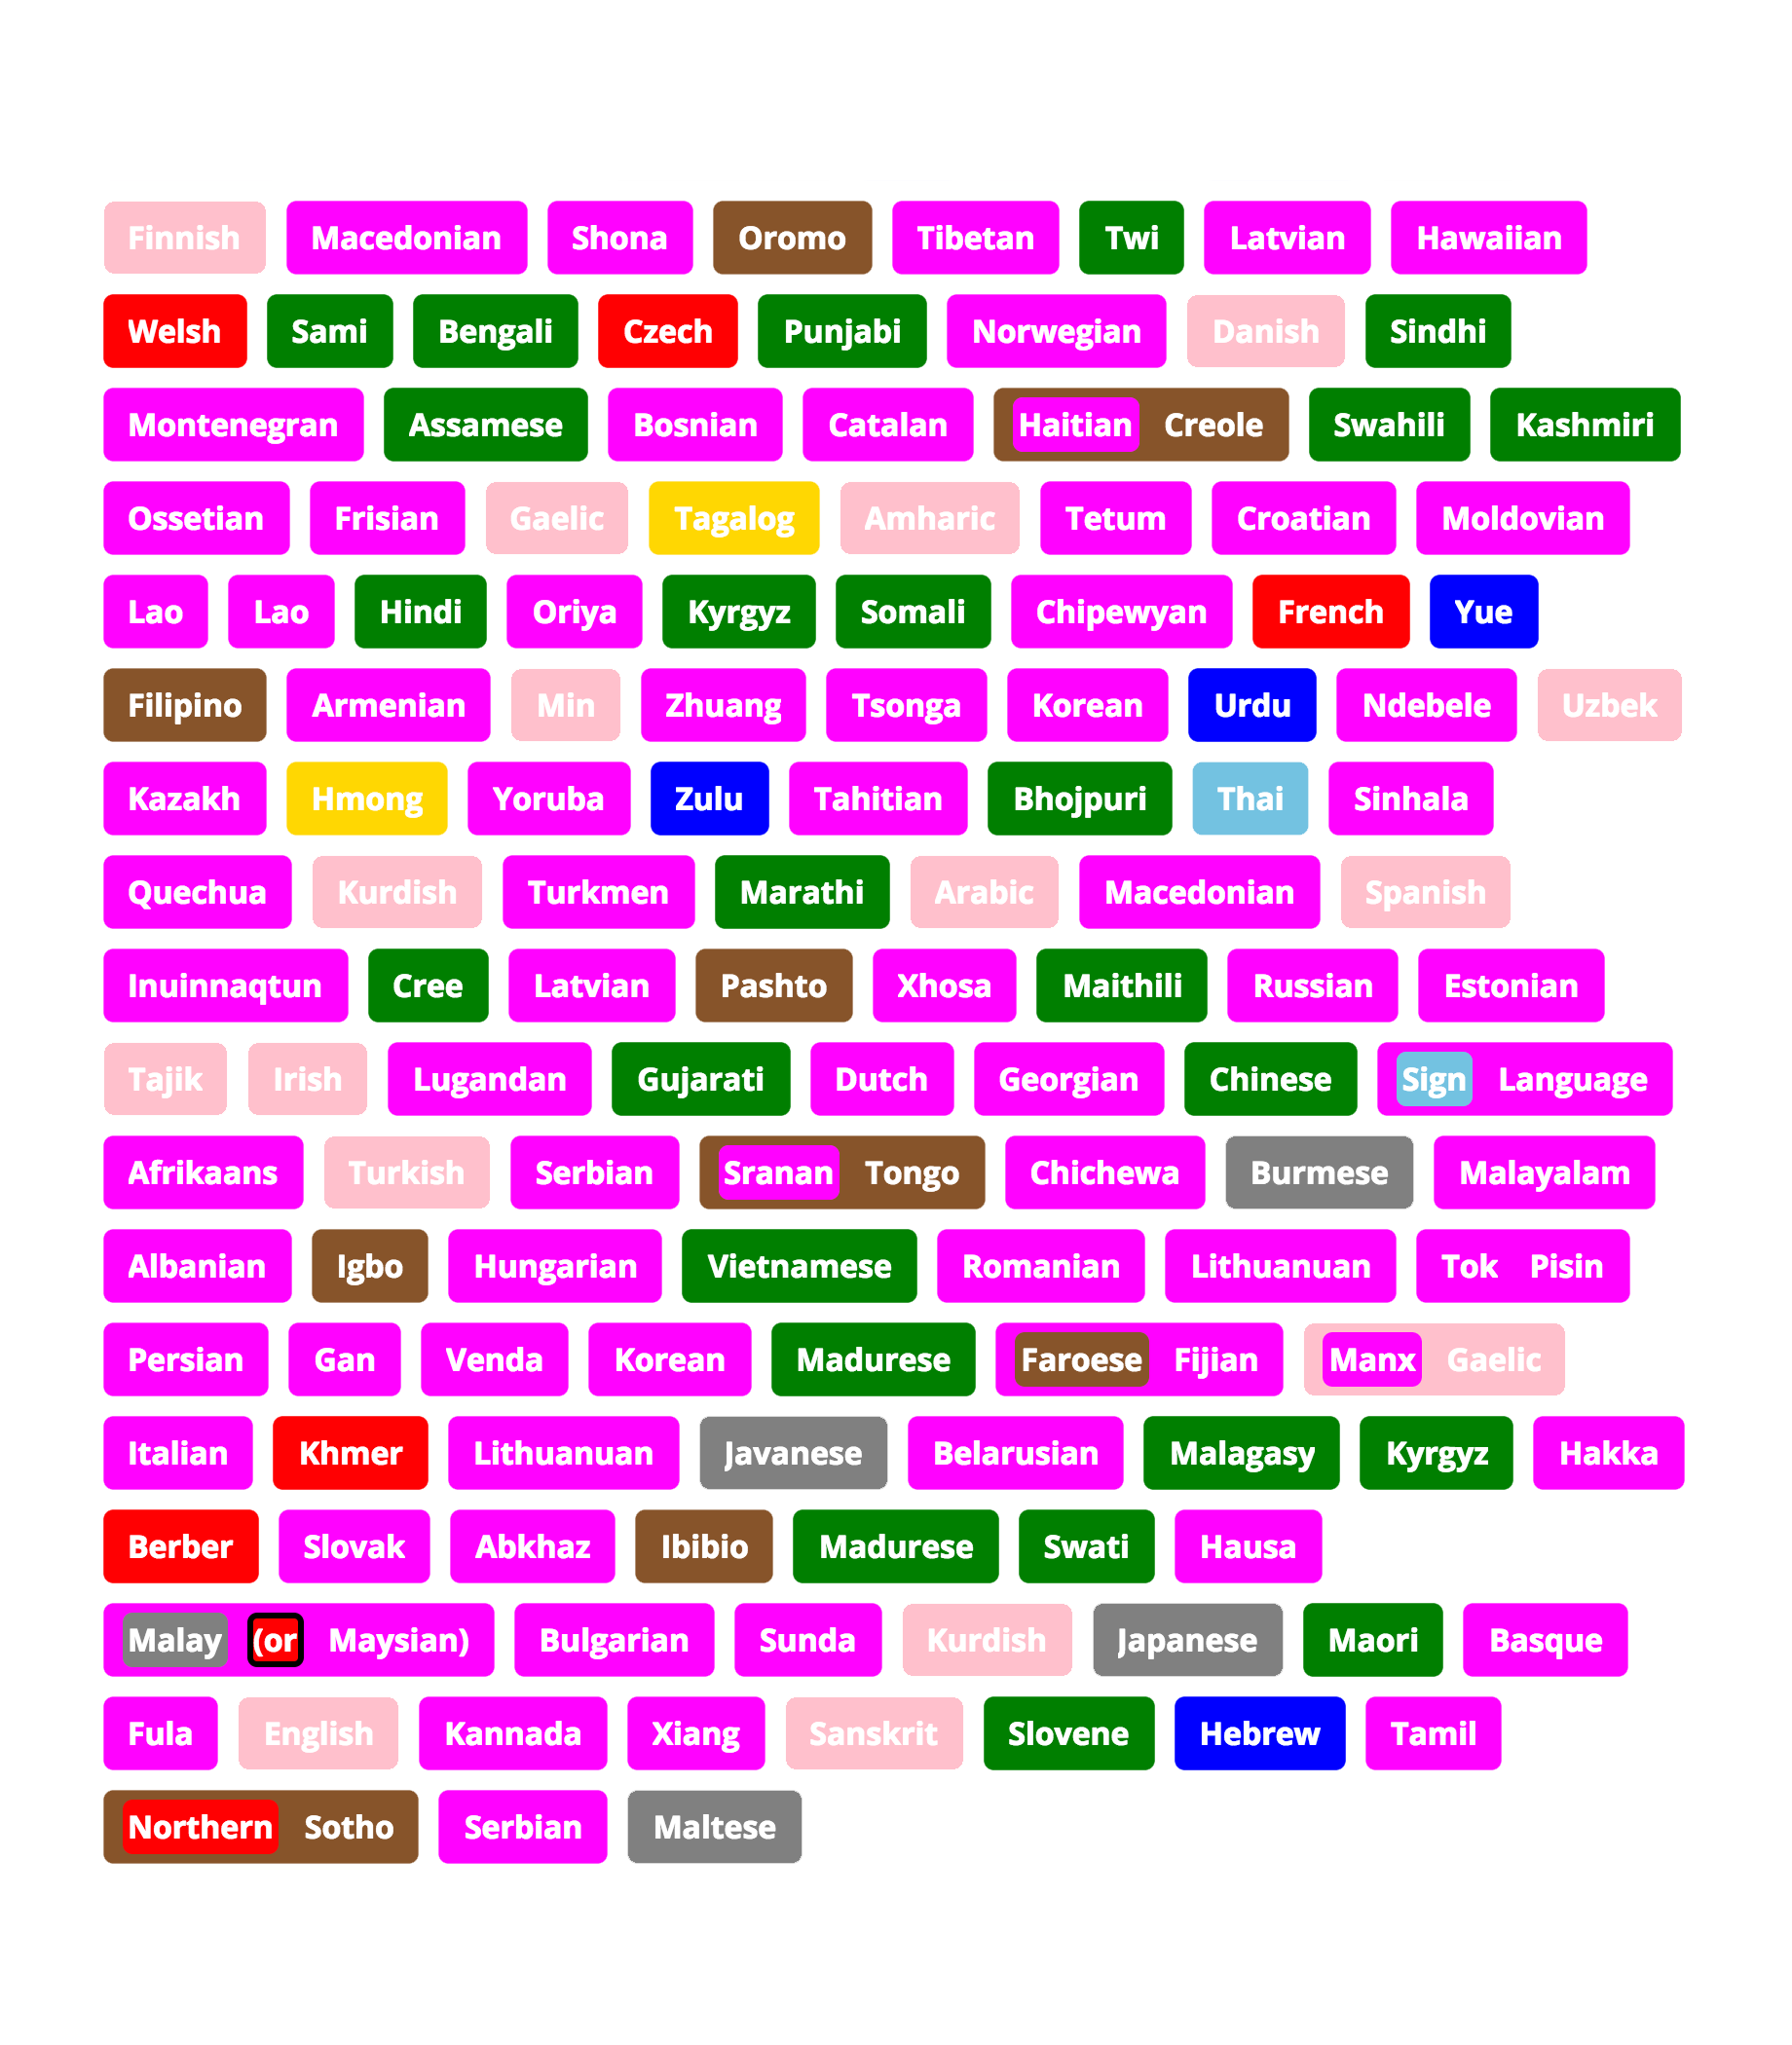 Finnish Macedonian Shona Oromo Tibetan Twi Latvian Hawaiian
Welsh Sami Bengali Czech Punjabi Norwegian Danish Sindhi
Montenegran Assamese Bosnian Catalan Haitian Creole Swahili Kashmiri
Ossetian Frisian Gaelic Tagalog Amharic Tetum Croatian Moldovian
Lao Lao Hindi Oriya Kyrgyz Somali Chipewyan French Yue
Filipino Armenian Min Zhuang Tsonga Korean Urdu Ndebele Uzbek
Kazakh Hmong Yoruba Zulu Tahitian Bhojpuri Thai Sinhala
Quechua Kurdish Turkmen Marathi Arabic Macedonian Spanish
Inuinnaqtun Cree Latvian Pashto Xhosa Maithili Russian Estonian
Tajik Irish Lugandan Gujarati Dutch Georgian Chinese Sign Language
Afrikaans Turkish Serbian Sranan Tongo Chichewa Burmese Malayalam
Albanian Igbo Hungarian Vietnamese Romanian Lithuanuan Tok Pisin
Persian Gan Venda Korean Madurese Faroese Fijian Manx Gaelic
Italian Khmer Lithuanuan Javanese Belarusian Malagasy Kyrgyz Hakka
Berber Slovak Abkhaz Ibibio Madurese Swati Hausa
Malay (or Maysian) Bulgarian Sunda Kurdish Japanese Maori Basque
Fula English Kannada Xiang Sanskrit Slovene Hebrew Tamil
Northern Sotho Serbian Maltese